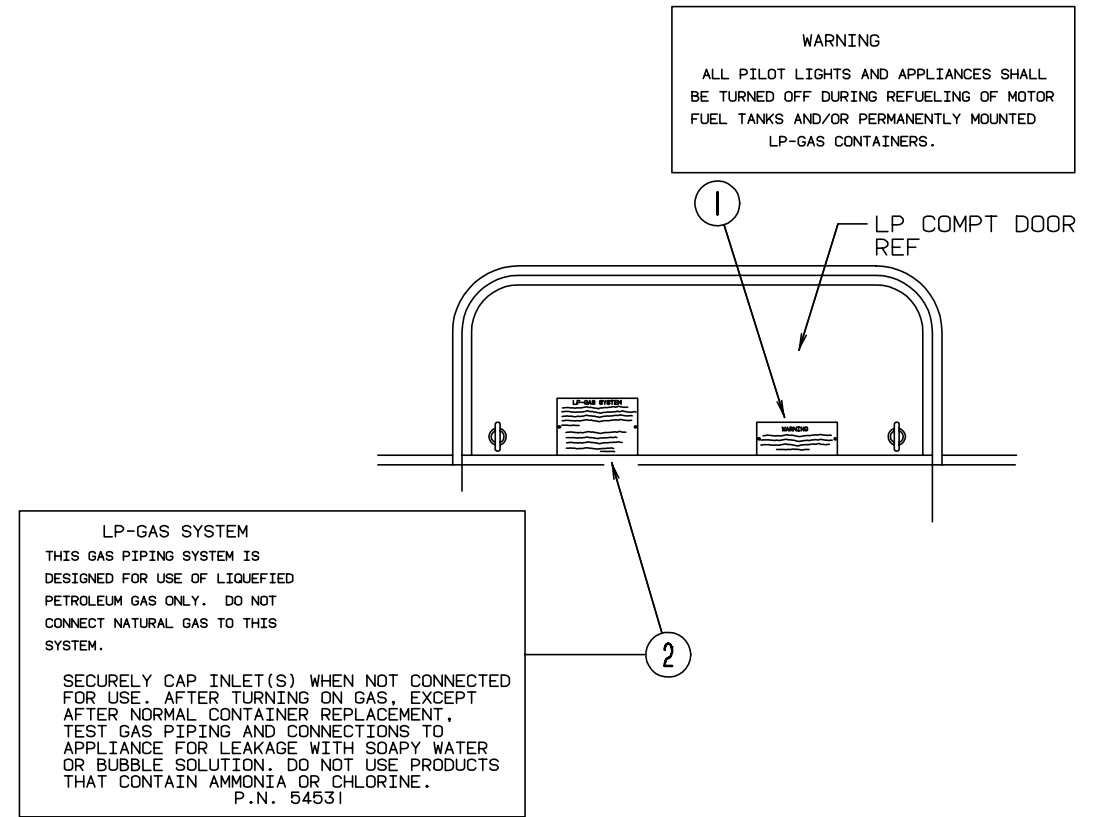 WARNING
ALL PILOT LIGHTS AND APPLIANCES SHALL
BE TURNED OFF DURING REFUELING OF MOTOR
FUEL TANKS AND/OR PERMANENTLY MOUNTED
LP-GAS CONTAINERS.
1
LP COMPT DOOR
REF
LP-GAS SYSTEM
WARNING
LP-GAS SYSTEM
THIS GAS PIPING SYSTEM IS
DESIGNED FOR USE OF LIQUEFIED
PETROLEUM GAS ONLY. DO NOT
CONNECT NATURAL GAS TO THIS
SYSTEM.
SECURELY CAP INLET(S) WHEN NOT CONNECTED
FOR USE. AFTER TURNING ON GAS, EXCEPT
AFTER NORMAL CONTAINER REPLACEMENT,
TEST GAS PIPING AND CONNECTIONS TO
APPLIANCE FOR LEAKAGE WITH SOAPY WATER
OR BUBBLE SOLUTION. DO NOT USE PRODUCTS
THAT CONTAIN AMMONIA OR CHLORINE.
P.N. 54531
2